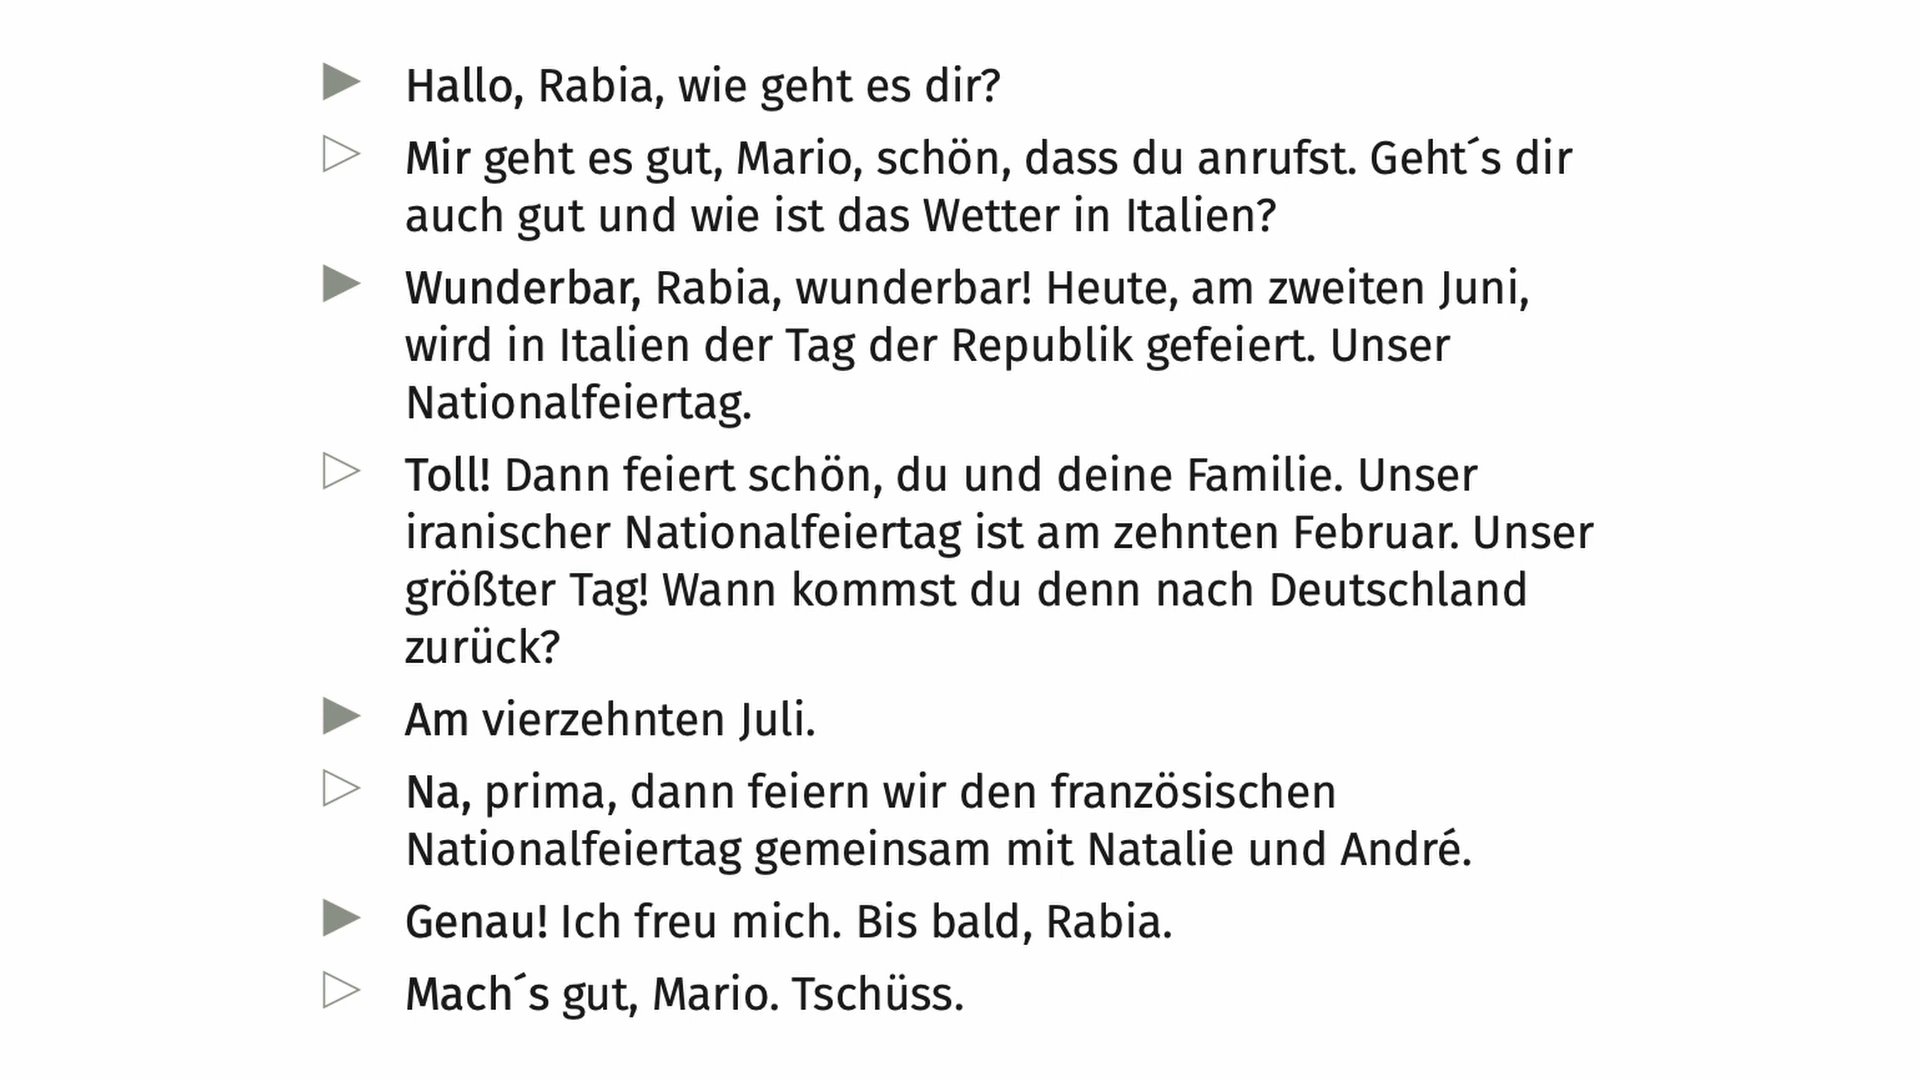 Hallo, Rabia, wie geht es dir?
Mir geht es gut, Mario, schön, dass du anrufst. Geht´s dir
auch gut und wie ist das Wetter in Italien?
Wunderbar, Rabia, wunderbar! Heute, am zweiten Juni,
wird in Italien der Tag der Republik gefeiert. Unser
Nationalfeiertag.
Toll! Dann feiert schön, du und deine Familie. Unser
iranischer Nationalfeiertag ist am zehnten Februar. Unser
größter Tag! Wann kommst du denn nach Deutschland
zurück?
Am vierzehnten Juli.
Na, prima, dann feiern wir den französischen
Nationalfeiertag gemeinsam mit Natalie und André.
Genau! Ich freu mich. Bis bald, Rabia.
Mach´s gut, Mario. Tschüss.